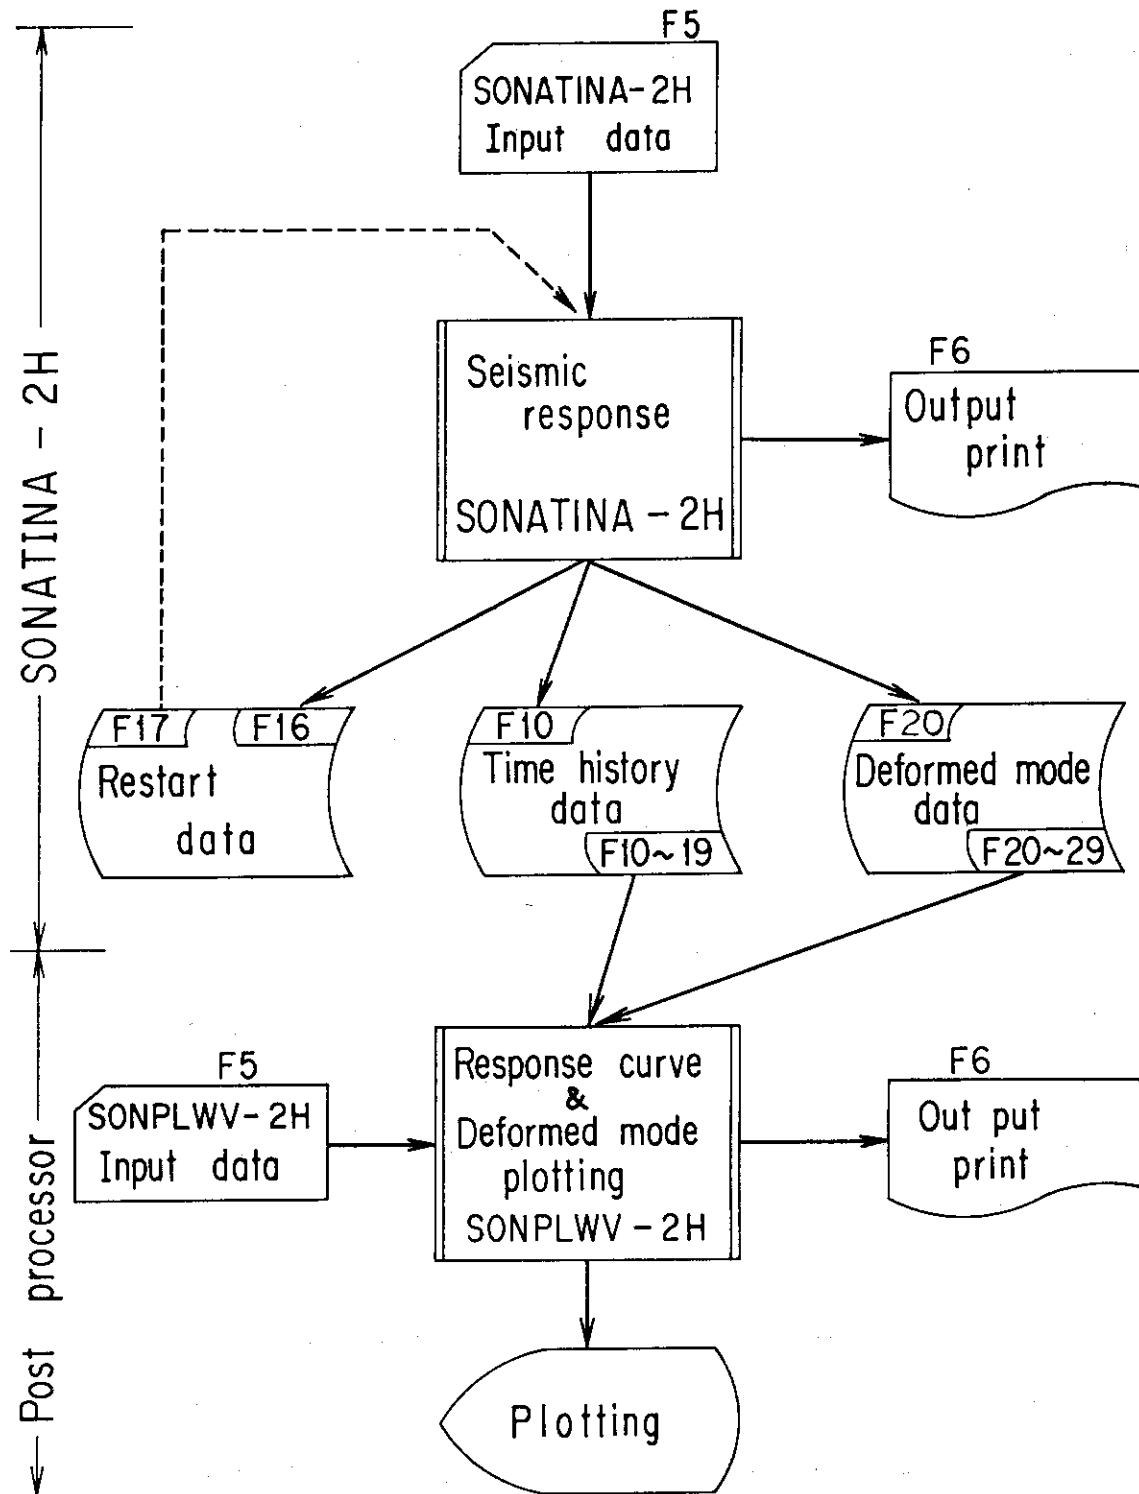 F5
SONATINA-2H
Input data
SONATINA - 2H
Seismic
response
SONATINA - 2H
F6
Output
print
F17
F16
Restart
data
F10
Time history
data
F10~19
F20
Deformed mode
data
F20~29
Post processor
F5
SONPLWV-2H
Input data
Response curve
&
Deformed mode
plotting
SONPLWV - 2H
F6
Out put
print
Plotting